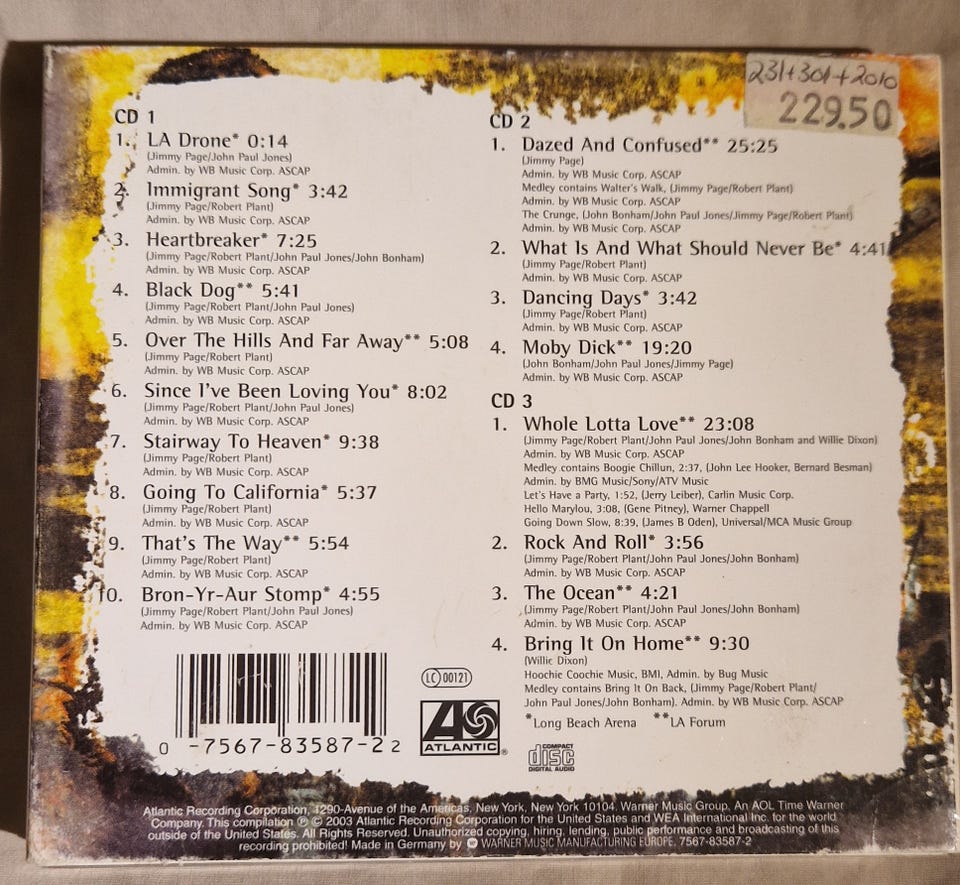 231+301+2010
229.50
CD 1
1. LA Drone* 0:14
(Jimmy Page/John Paul Jones)
Admin. by WB Music Corp. ASCAP
2. Immigrant Song* 3:42
(Jimmy Page/Robert Plant)
Admin. by WB Music Corp. ASCAP
3. Heartbreaker* 7:25
(Jimmy Page/Robert Plant/John Paul Jones/John Bonham)
Admin. by WB Music Corp. ASCAP
4. Black Dog** 5:41
(Jimmy Page/Robert Plant/John Paul Jones)
Admin. by WB Music Corp. ASCAP
5. Over The Hills And Far Away** 5:08
(Jimmy Page/Robert Plant)
Admin. by WB Music Corp. ASCAP
6. Since I've Been Loving You* 8:02
(Jimmy Page/Robert Plant/John Paul Jones)
Admin. by WB Music Corp. ASCAP
7. Stairway To Heaven* 9:38
(Jimmy Page/Robert Plant)
Admin. by WB Music Corp. ASCAP
8. Going To California* 5:37
(Jimmy Page/Robert Plant)
Admin. by WB Music Corp. ASCAP
9. That's The Way** 5:54
(Jimmy Page/Robert Plant)
Admin. by WB Music Corp. ASCAP
10. Bron-Yr-Aur Stomp* 4:55
(Jimmy Page/Robert Plant/John Paul Jones)
Admin. by WB Music Corp. ASCAP
CD 2
1. Dazed And Confused** 25:25
(Jimmy Page)
Admin. by WB Music Corp. ASCAP
Medley contains Walter's Walk, (Jimmy Page/Robert Plant)
Admin. by WB Music Corp. ASCAP
The Crunge, (John Bonham/John Paul Jones/Jimmy Page/Robert Plant)
Admin. by WB Music Corp. ASCAP
2. What Is And What Should Never Be* 4:41
(Jimmy Page/Robert Plant)
Admin. by WB Music Corp. ASCAP
3. Dancing Days* 3:42
(Jimmy Page/Robert Plant)
Admin. by WB Music Corp. ASCAP
4. Moby Dick** 19:20
(John Bonham/John Paul Jones/Jimmy Page)
Admin. by WB Music Corp. ASCAP
CD 3
1. Whole Lotta Love** 23:08
(Jimmy Page/Robert Plant/John Paul Jones/John Bonham and Willie Dixon)
Admin. by WB Music Corp. ASCAP
Medley contains Boogie Chillun, 2:37, (John Lee Hooker, Bernard Besman)
Admin. by BMG Music/Sony/ATV Music
Let's Have a Party, 1:52, (Jerry Leiber), Carlin Music Corp.
Hello Marylou, 3:08, (Gene Pitney), Warner Chappell
Going Down Slow, 8:39, (James B Oden), Universal/MCA Music Group
2. Rock And Roll* 3:56
(Jimmy Page/Robert Plant/John Paul Jones/John Bonham)
Admin. by WB Music Corp. ASCAP
3. The Ocean** 4:21
(Jimmy Page/Robert Plant/John Paul Jones/John Bonham)
Admin. by WB Music Corp. ASCAP
4. Bring It On Home** 9:30
(Willie Dixon)
Hoochie Coochie Music, BMI, Admin. by Bug Music
Medley contains Bring It On Back, (Jimmy Page/Robert Plant/
John Paul Jones/John Bonham). Admin. by WB Music Corp. ASCAP
*Long Beach Arena **LA Forum
0 -7567-83587-2 2
LC 00121
ATLANTIC®
COMPACT
disc
DIGITAL AUDIO
Atlantic Recording Corporation, 1290-Avenue of the Americas, New York, New York 10104. Warner Music Group, An AOL Time Warner
Company. This compilation ℗ © 2003 Atlantic Recording Corporation for the United States and WEA International Inc. for the world
outside of the United States. All Rights Reserved. Unauthorized copying, hiring, lending, public performance and broadcasting of this
recording prohibited! Made in Germany by WARNER MUSIC MANUFACTURING EUROPE. 7567-83587-2